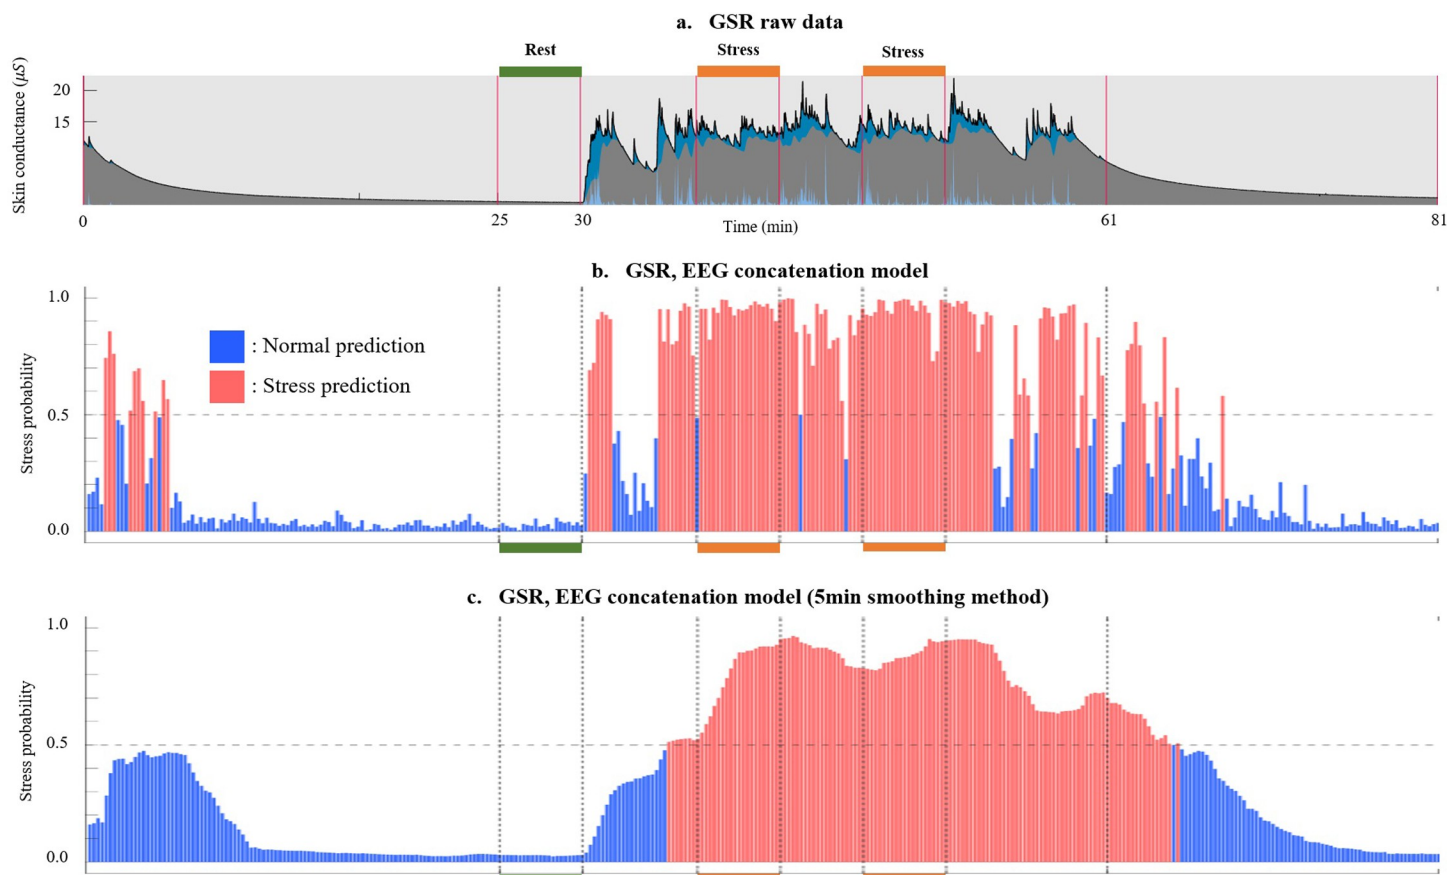 a. GSR raw data
Rest
Stress
Stress
Skin conductance (μS)
20
15
0
25
30
61
81
Time (min)
b. GSR, EEG concatenation model
Stress probability
1.0
0.5
0.0
: Normal prediction
: Stress prediction
c. GSR, EEG concatenation model (5min smoothing method)
Stress probability
1.0
0.5
0.0